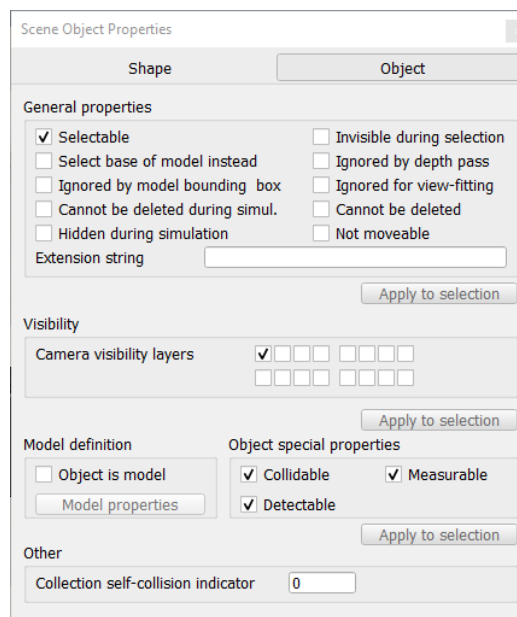 Scene Object Properties
Shape Object
General properties
Selectable Invisible during selection
Select base of model instead Ignored by depth pass
Ignored by model bounding box Ignored for view-fitting
Cannot be deleted during simul. Cannot be deleted
Hidden during simulation Not moveable
Extension string
Apply to selection
Visibility
Camera visibility layers
Apply to selection
Model definition Object special properties
Object is model Collidable Measurable
Model properties Detectable
Apply to selection
Other
Collection self-collision indicator 0